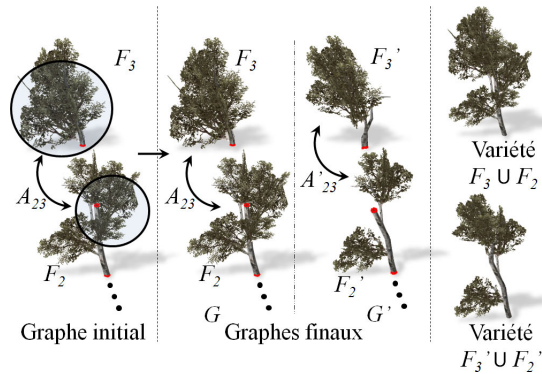 F3
F3
F3'
A23
A23
A'23
Variété
F3 U F2
F2
F2
F2'
G
G'
Graphe initial
Graphes finaux
Variété
F3' U F2'